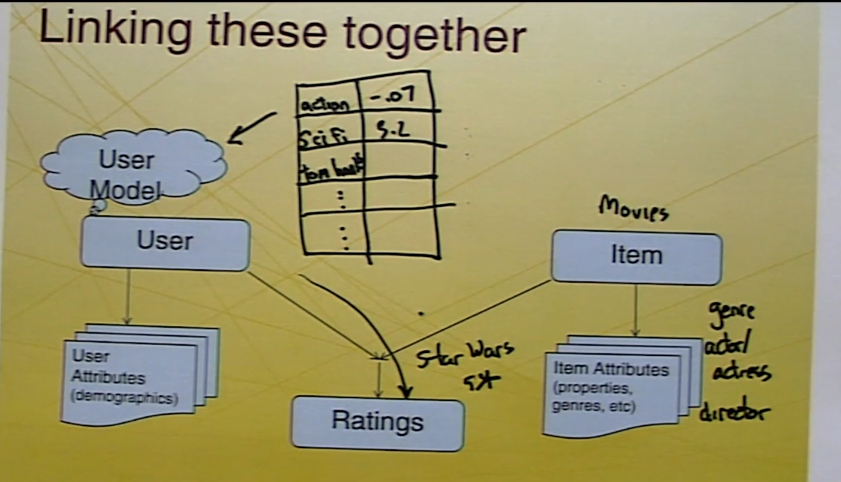 Linking these together
action -.07
Sci Fi 5.2
tom hanks
User
Model
User
Movies
Item
User
Attributes
(demographics)
Star Wars
5*
Ratings
Item Attributes
(properties,
genres, etc)
genre
actor/
actress
director